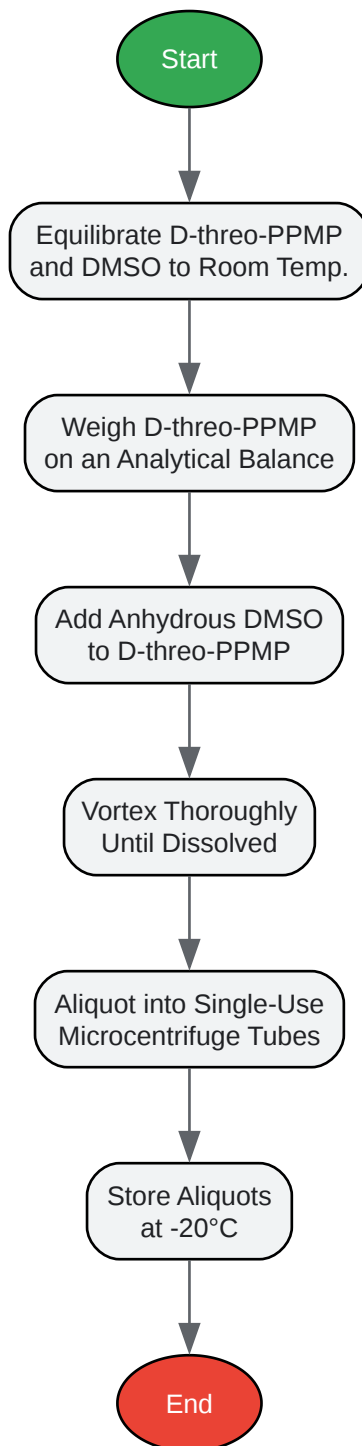 Start
Equilibrate D-threo-PPMP
and DMSO to Room Temp.
Weigh D-threo-PPMP
on an Analytical Balance
Add Anhydrous DMSO
to D-threo-PPMP
Vortex Thoroughly
Until Dissolved
Aliquot into Single-Use
Microcentrifuge Tubes
Store Aliquots
at -20°C
End